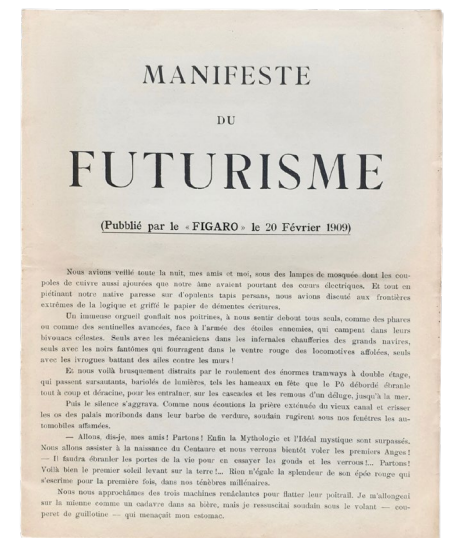 MANIFESTE
DU
FUTURISME
(Pubblié par le « FIGARO » le 20 Février 1909)
Nous avions veillé toute la nuit, mes amis et moi, sous des lampes de mosquée dont les cou-
poles de cuivre aussi ajourées que notre âme avaient pourtant des cœurs électriques. Et tout en
piétinant notre native paresse sur d'opulents tapis persans, nous avions discuté aux frontières
extrêmes de la logique et griffé le papier de démentes écritures.
Un immense orgueil gonflait nos poitrines, à nous sentir debout tous seuls, comme des phares
ou comme des sentinelles avancées, face à l'armée des étoiles ennemies, qui campent dans leurs
bivouacs célestes. Seuls avec les mécaniciens dans les infernales chaufferies des grands navires,
seuls avec les noirs fantômes qui fourragent dans le ventre rouge des locomotives affolées, seuls
avec les ivrognes battant des ailes contre les murs!
Et nous voilà brusquement distraits par le roulement des énormes tramways à double étage,
qui passent sursautants, bariolés de lumières, tels les hameaux en fête que le Pô débordé ébranle
tout à coup et déracine, pour les entraîner, sur les cascades et les remous d'un déluge, jusqu'à la mer.
Puis le silence s'aggrava. Comme nous écoutions la prière exténuée du vieux canal et crisser
les os des palais moribonds dans leur barbe de verdure, soudain rugirent sous nos fenêtres les au-
tomobiles affamées.
— Allons, dis-je, mes amis! Partons! Enfin la Mythologie et l'Idéal mystique sont surpassés.
Nous allons assister à la naissance du Centaure et nous verrons bientôt voler les premiers Anges!
— Il faudra ébranler les portes de la vie pour en essayer les gonds et les verrous!... Partons!
Voilà bien le premier soleil levant sur la terre!... Rien n'égale la splendeur de son épée rouge qui
s'escrime pour la première fois, dans nos ténèbres millénaires.
Nous nous approchâmes des trois machines renâclantes pour flatter leur poitrail. Je m'allongeai
sur la mienne comme un cadavre dans sa bière, mais je ressuscitai soudain sous le volant — cou-
peret de guillotine — qui menaçait mon estomac.